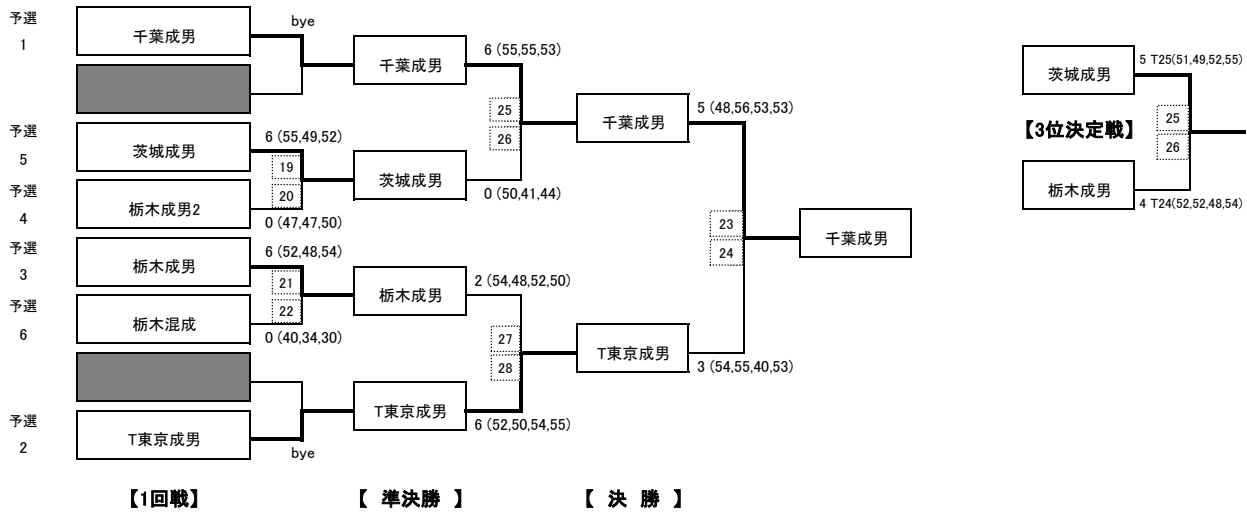 予選
1
千葉成男
bye
千葉成男
6 (55,55,53)
25
26
予選
5
茨城成男
6 (55,49,52)
19
20
茨城成男
0 (50,41,44)
予選
4
栃木成男2
0 (47,47,50)
千葉成男
5 (48,56,53,53)
23
24
千葉成男
予選
3
栃木成男
6 (52,48,54)
21
22
栃木成男
2 (54,48,52,50)
予選
6
栃木混成
0 (40,34,30)
27
28
T東京成男
3 (54,55,40,53)
予選
2
T東京成男
bye
T東京成男
6 (52,50,54,55)
【1回戦】
【 準決勝 】
【 決 勝 】
茨城成男
5 T25(51,49,52,55)
【3位決定戦】
25
26
栃木成男
4 T24(52,52,48,54)